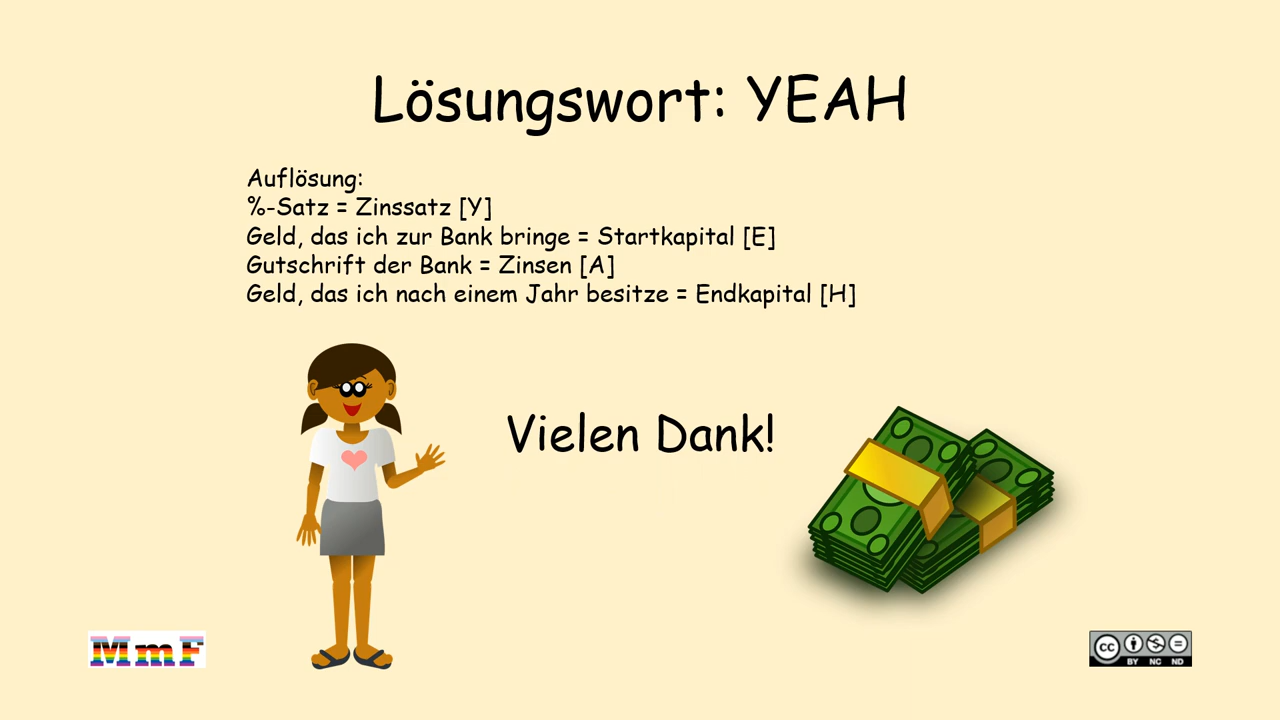 Lösungswort: YEAH
Auflösung:
%-Satz = Zinssatz [Y]
Geld, das ich zur Bank bringe = Startkapital [E]
Gutschrift der Bank = Zinsen [A]
Geld, das ich nach einem Jahr besitze = Endkapital [H]
Vielen Dank!
MmF
cc
BY NC ND